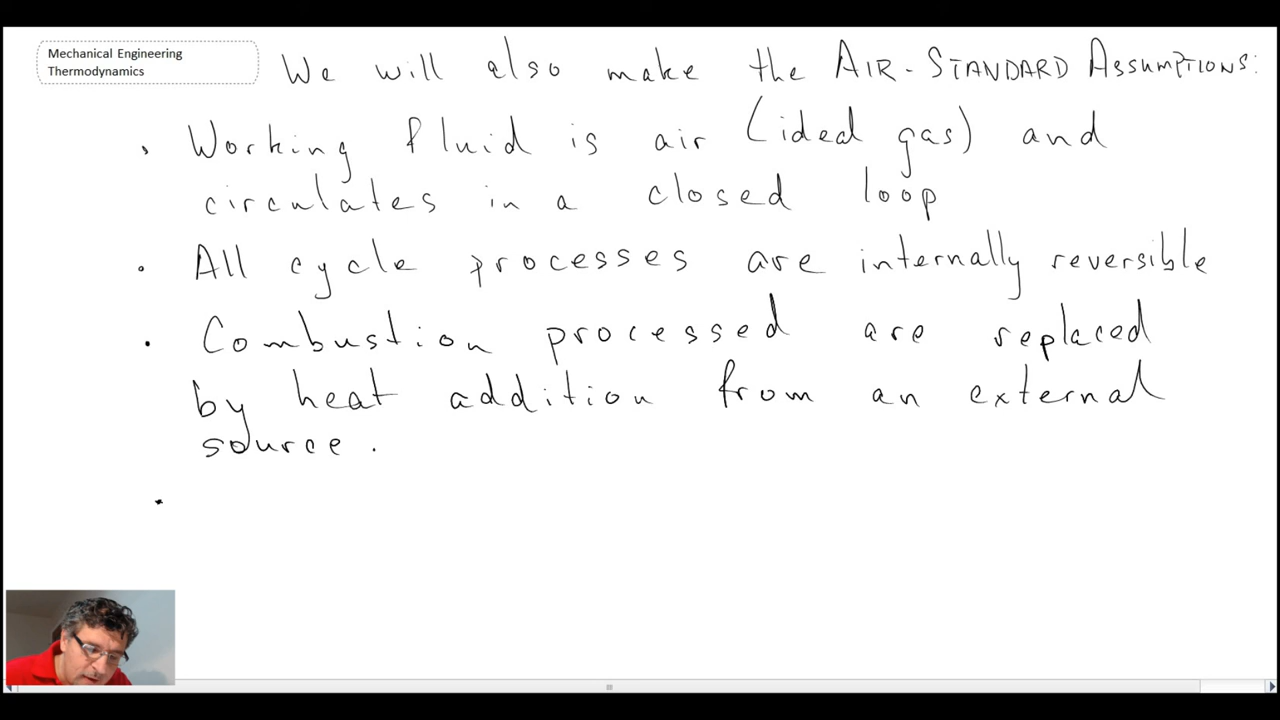 Mechanical Engineering
Thermodynamics
We will also make the AIR-STANDARD ASSUMPTIONS:
• Working fluid is air (ideal gas) and
circulates in a closed loop
• All cycle processes are internally reversible
• Combustion processed are replaced
by heat addition from an external
source.
•